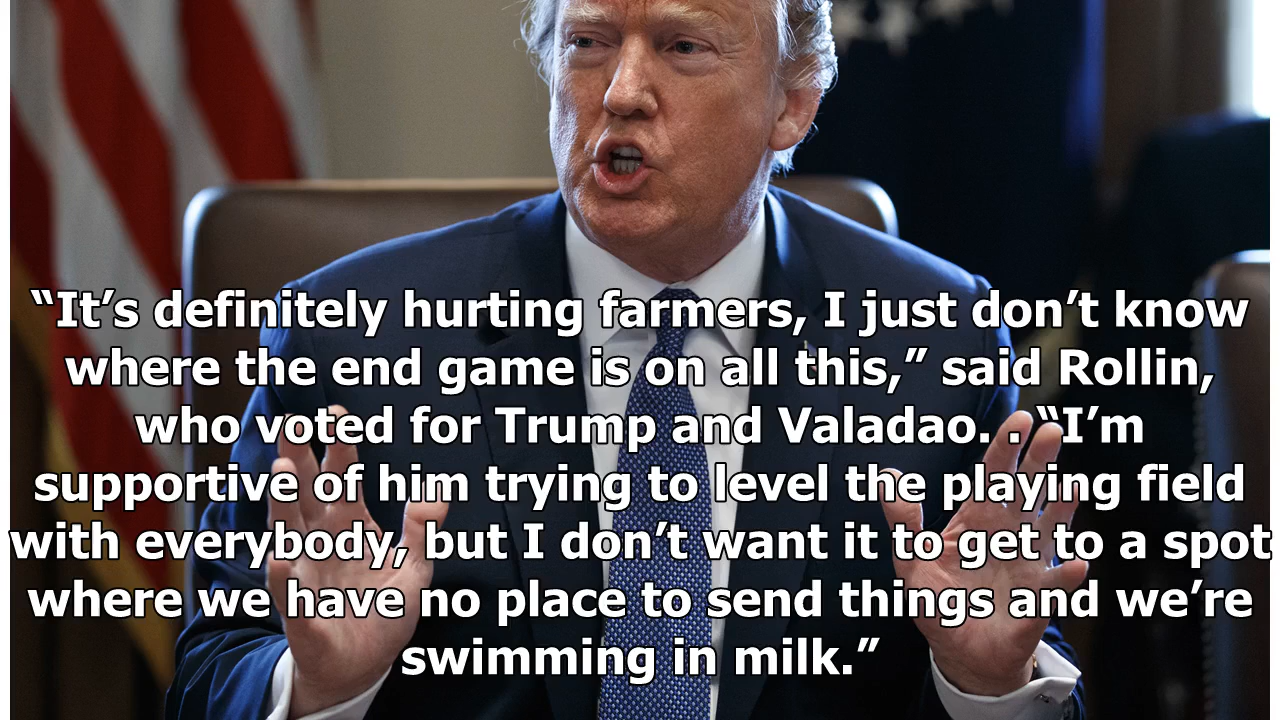 “It’s definitely hurting farmers, I just don’t know
where the end game is on all this,” said Rollin,
who voted for Trump and Valadao. . “I’m
supportive of him trying to level the playing field
with everybody, but I don’t want it to get to a spot
where we have no place to send things and we’re
swimming in milk.”